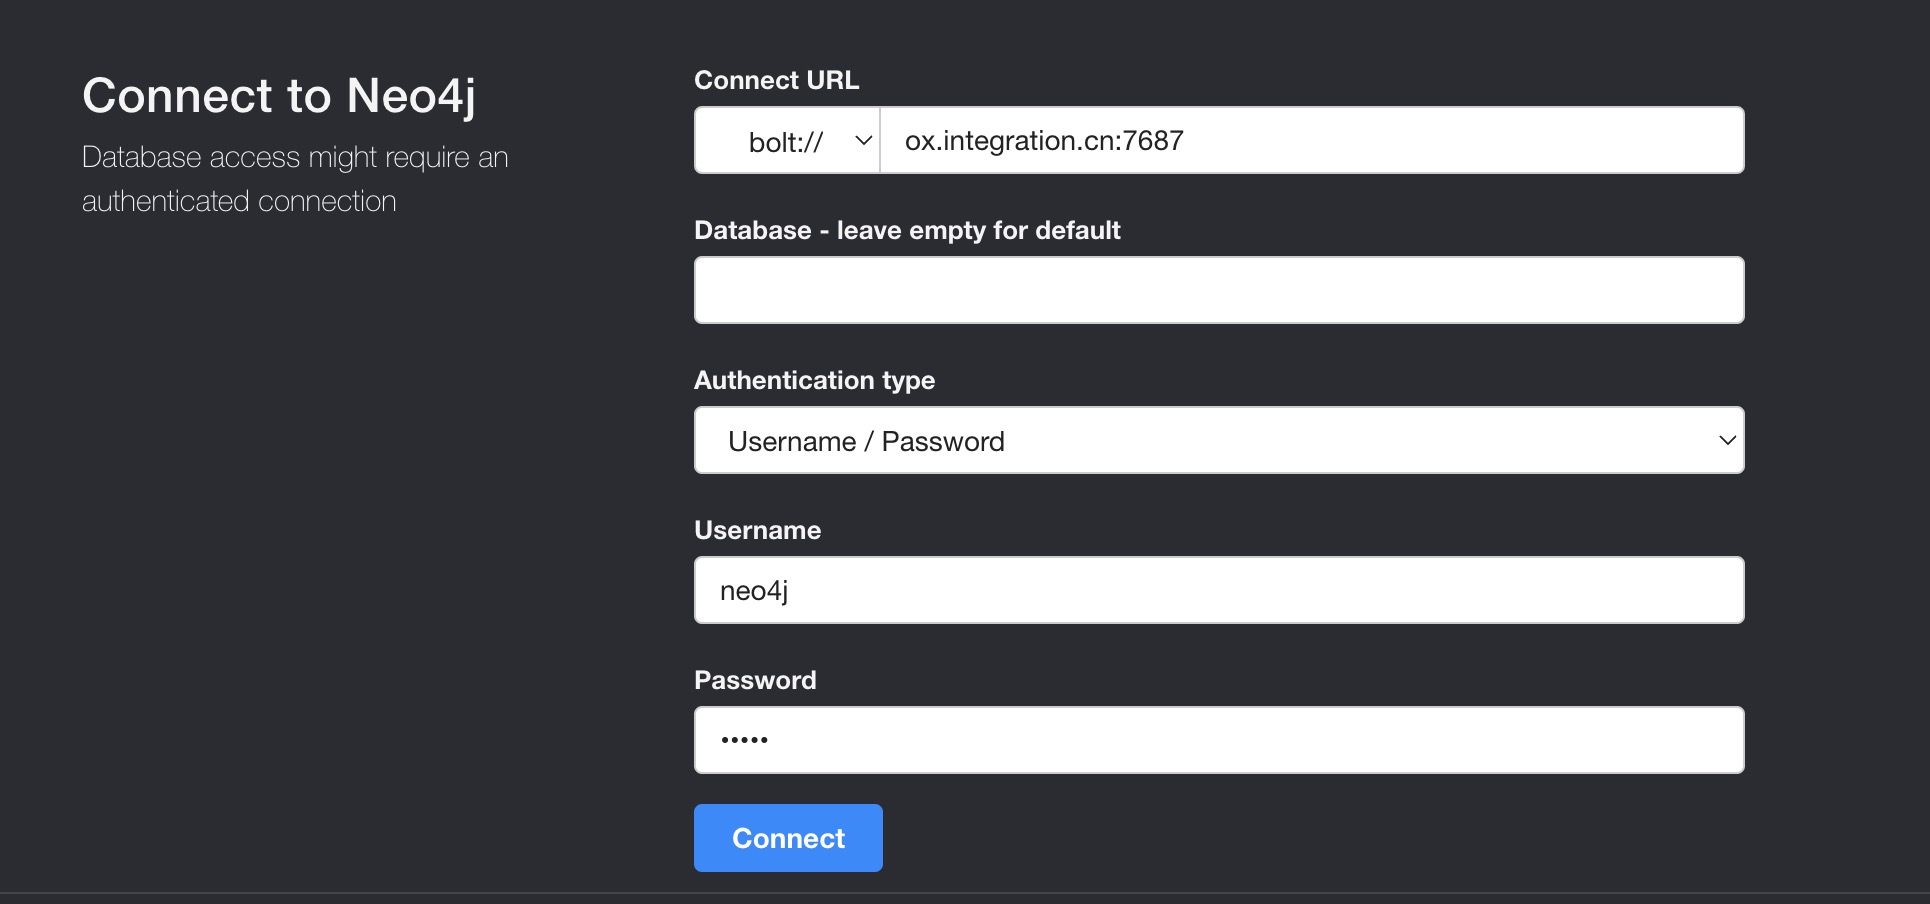 Connect to Neo4j
Database access might require an
authenticated connection
Connect URL
bolt:// ox.integration.cn:7687
Database - leave empty for default
Authentication type
Username / Password
Username
neo4j
Password
•••••
Connect